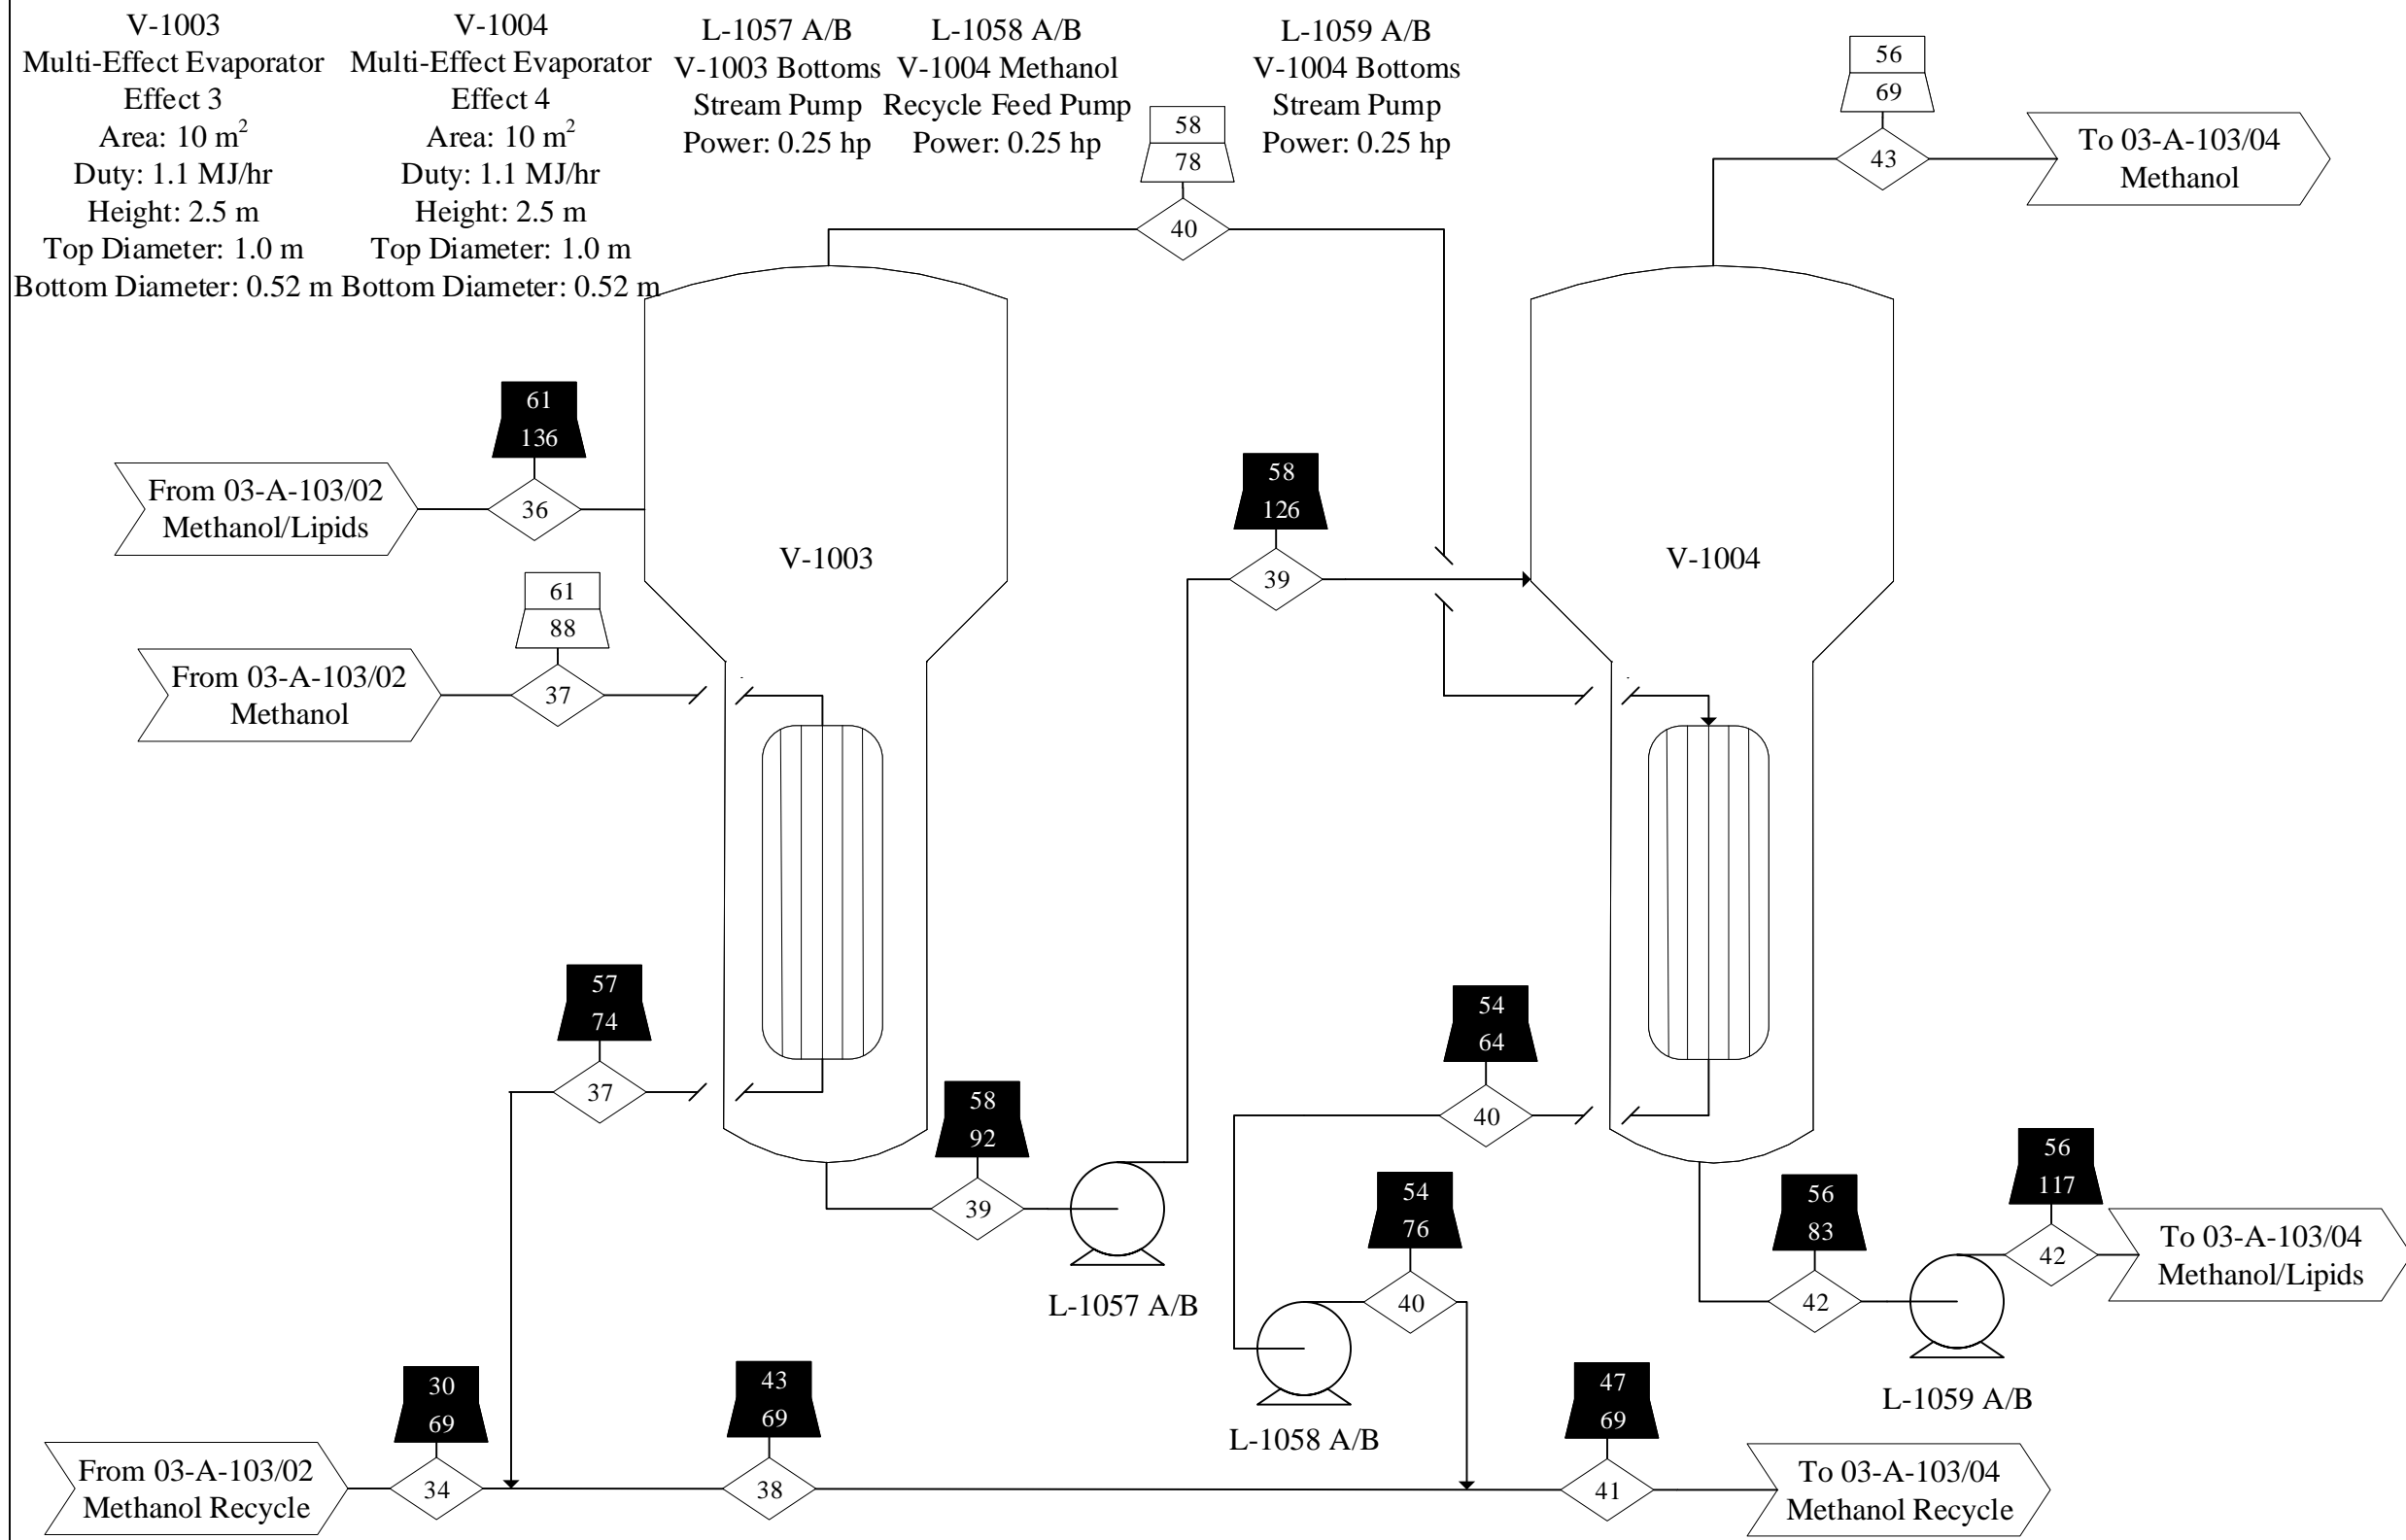 V-1003
Multi-Effect Evaporator
Effect 3
Area: 10 m²
Duty: 1.1 MJ/hr
Height: 2.5 m
Top Diameter: 1.0 m
Bottom Diameter: 0.52 m
V-1004
Multi-Effect Evaporator
Effect 4
Area: 10 m²
Duty: 1.1 MJ/hr
Height: 2.5 m
Top Diameter: 1.0 m
Bottom Diameter: 0.52 m
L-1057 A/B
V-1003 Bottoms
Stream Pump
Power: 0.25 hp
L-1058 A/B
V-1004 Methanol
Recycle Feed Pump
Power: 0.25 hp
L-1059 A/B
V-1004 Bottoms
Stream Pump
Power: 0.25 hp
58
78
40
56
69
43
To 03-A-103/04
Methanol
61
136
From 03-A-103/02
Methanol/Lipids
36
V-1003
58
126
39
V-1004
61
88
From 03-A-103/02
Methanol
37
57
74
37
58
92
39
L-1057 A/B
54
64
40
54
76
40
L-1058 A/B
56
83
42
56
117
42
To 03-A-103/04
Methanol/Lipids
L-1059 A/B
30
69
From 03-A-103/02
Methanol Recycle
34
43
69
38
47
69
41
To 03-A-103/04
Methanol Recycle